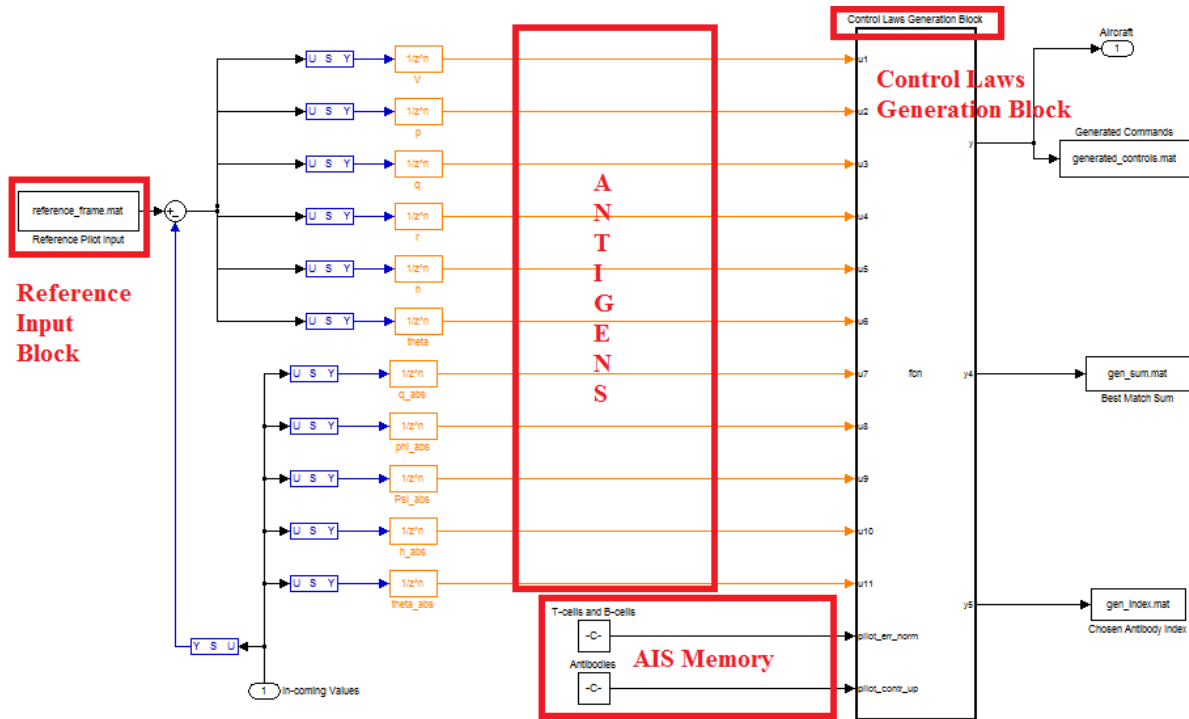 Control Laws Generation Block
Aircraft
1
U S Y
1/z^n
V
u1
Control Laws
Generation Block
U S Y
1/z^n
p
u2
Generated Commands
y
generated_controls.mat
U S Y
1/z^n
q
u3
A
N
T
I
G
E
N
S
reference_frame.mat
Reference Pilot Input
+
-
U S Y
1/z^n
r
u4
Reference
Input
Block
U S Y
1/z^n
h
u5
U S Y
1/z^n
theta
u6
U S Y
1/z^n
q_abs
u7
fcn
y4
gen_sum.mat
Best Match Sum
U S Y
1/z^n
phi_abs
u8
U S Y
1/z^n
Psi_abs
u9
U S Y
1/z^n
h_abs
u10
U S Y
1/z^n
theta_abs
u11
y5
gen_index.mat
Chosen Antibody Index
T-cells and B-cells
-C-
pilot_err_norm
Y S U
AIS Memory
Antibodies
-C-
pilot_contr_up
1
In-coming Values